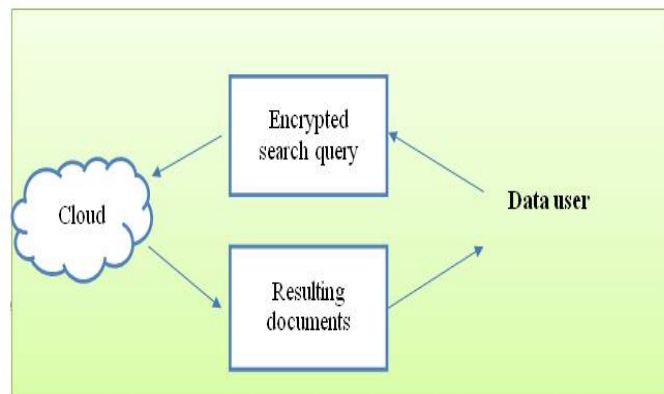 Encrypted
search query
Cloud
Data user
Resulting
documents